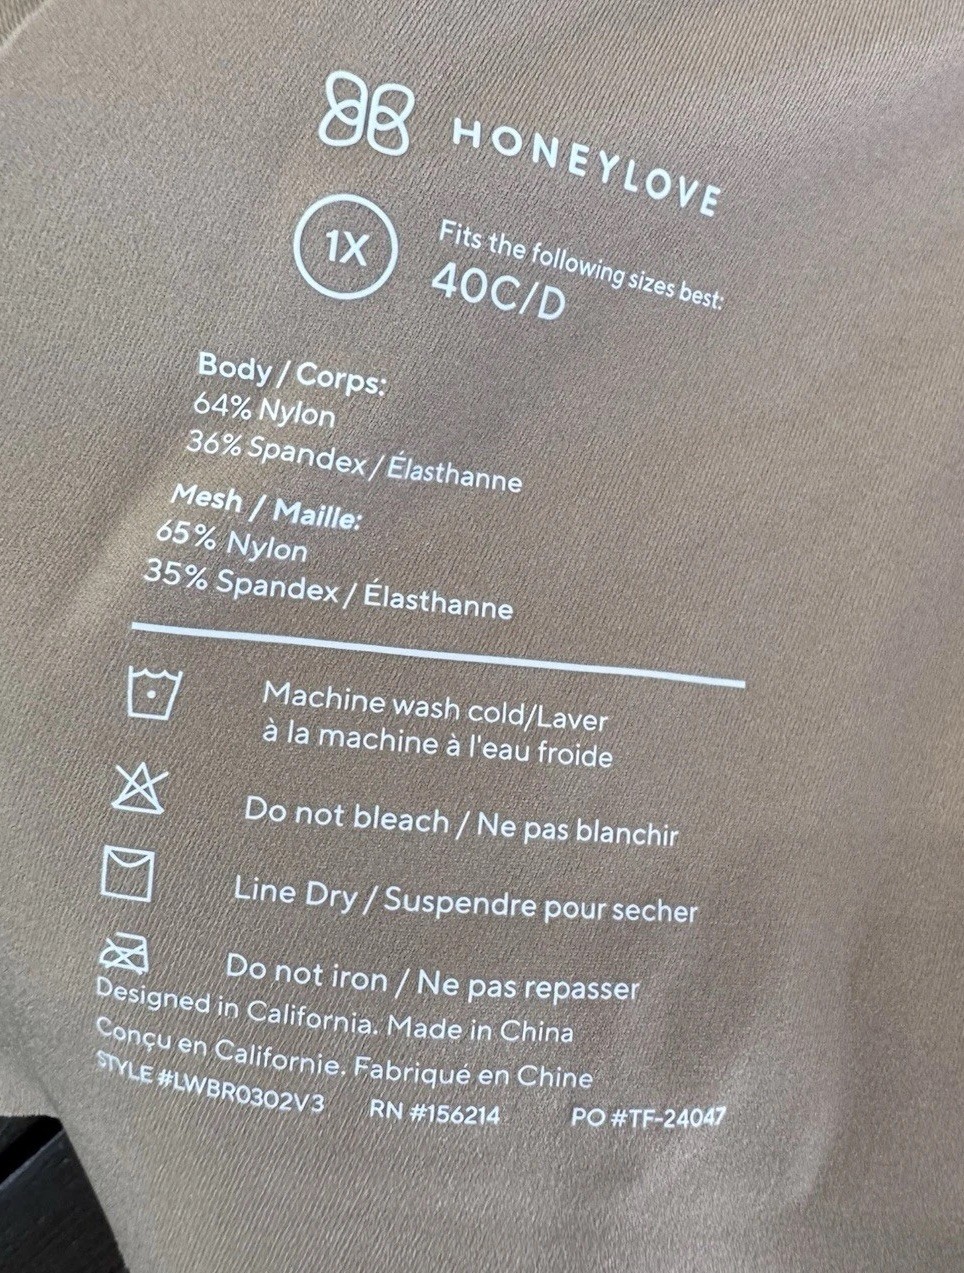 HONEYLOVE
1X
Fits the following sizes best:
40C/D
Body / Corps:
64% Nylon
36% Spandex / Élasthanne
Mesh / Maille:
65% Nylon
35% Spandex / Élasthanne
Machine wash cold/Laver
à la machine à l'eau froide
Do not bleach / Ne pas blanchir
Line Dry / Suspendre pour secher
Do not iron / Ne pas repasser
Designed in California. Made in China
Conçu en Californie. Fabriqué en Chine
STYLE #LWBR0302V3 RN #156214 PO #TF-24047